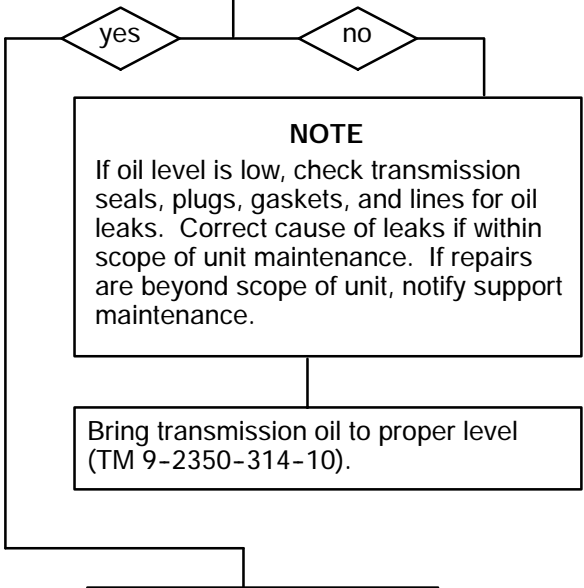 yes
no
NOTE
If oil level is low, check transmission
seals, plugs, gaskets, and lines for oil
leaks.  Correct cause of leaks if within
scope of unit maintenance.  If repairs
are beyond scope of unit, notify support
maintenance.
Bring transmission oil to proper level
(TM 9-2350-314-10).